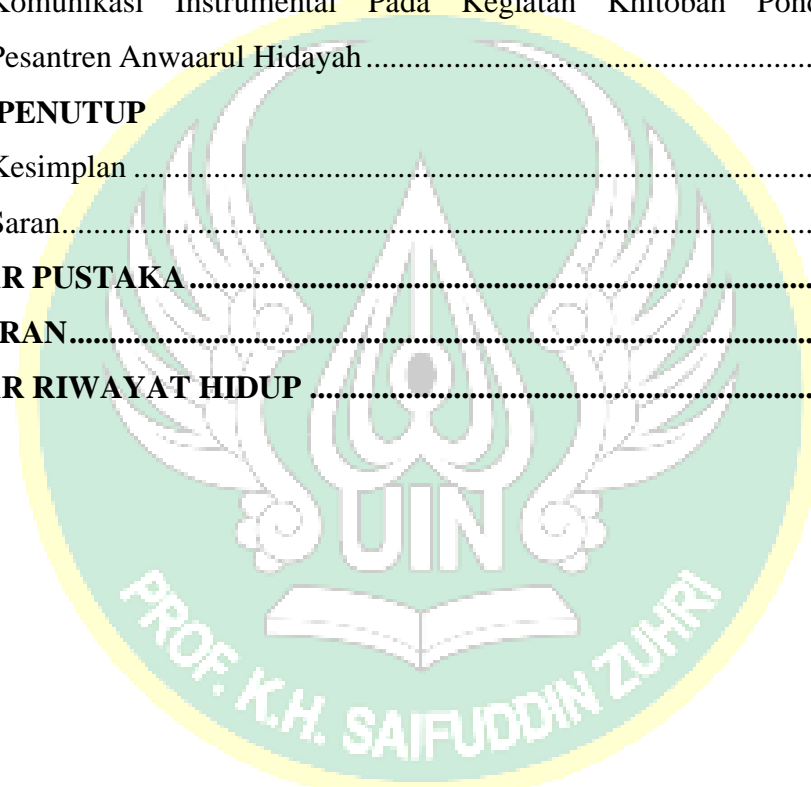 Komunikasi Instrumental Pada Kegiatan Khitobah Pond
Pesantren Anwaarul Hidayah ..........................................................
PENUTUP
Kesimplan ..........................................................................................
Saran....................................................................................................
R PUSTAKA ..................................................................................
RAN....................................................................................................
R RIWAYAT HIDUP ..................................................................
UIN
PROF. K.H. SAIFUDDIN ZUHRI